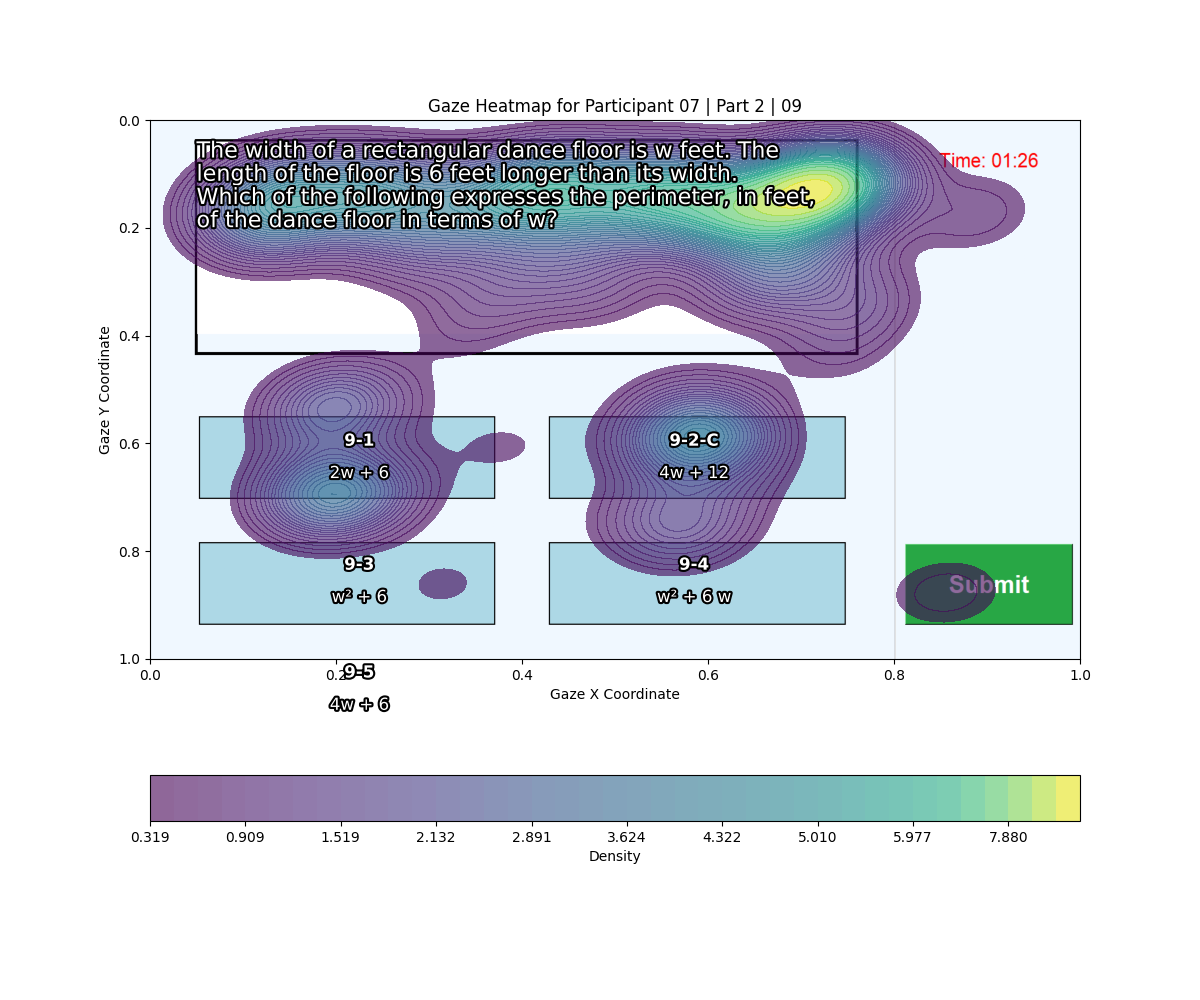 Gaze Heatmap for Participant 07 | Part 2 | 09
0.0
The width of a rectangular dance floor is w feet. The
Time: 01:26
length of the floor is 6 feet longer than its width.
Which of the following expresses the perimeter, in feet,
of the dance floor in terms of w?
0.2
0.4
Gaze Y Coordinate
0.6
9-1
9-2-C
2w + 6
4w + 12
0.8
9-3
9-4
w² + 6
w² + 6 w
Submit
1.0
0.0
0.2
0.4
0.6
0.8
1.0
9-5
Gaze X Coordinate
4w + 6
0.319
0.909
1.519
2.132
2.891
3.624
4.322
5.010
5.977
7.880
Density